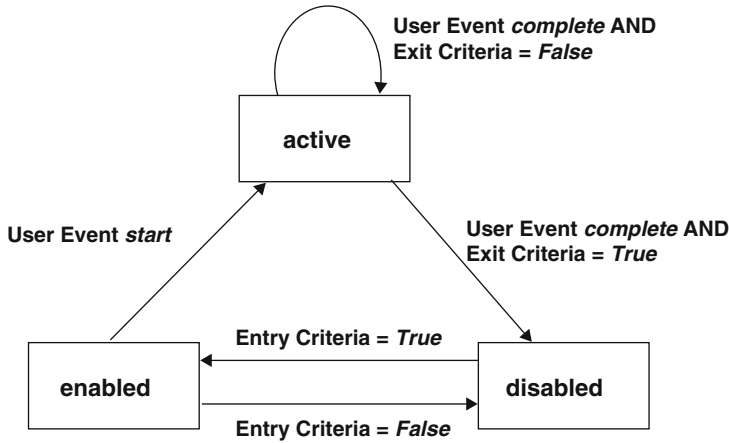 User Event complete AND
Exit Criteria = False
active
User Event start
User Event complete AND
Exit Criteria = True
Entry Criteria = True
enabled
disabled
Entry Criteria = False